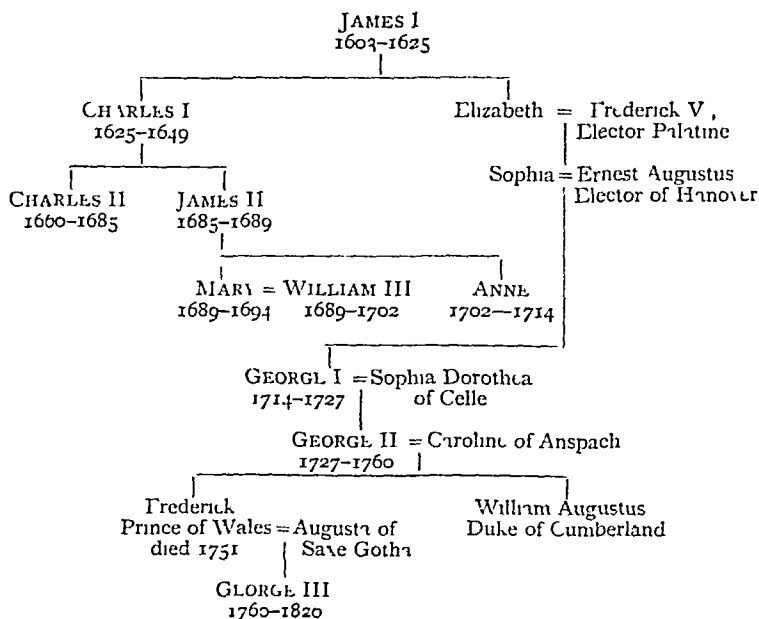 JAMES I
1603–1625
CHARLES I
1625–1649
Elizabeth = Frederick V,
Elector Palatine
CHARLES II
1660–1685
JAMES II
1685–1689
Sophia = Ernest Augustus
Elector of Hanover
MARY = WILLIAM III
1689–1694 1689–1702
ANNE
1702—1714
GEORGE I = Sophia Dorothea
1714–1727 of Celle
GEORGE II = Caroline of Anspach
1727–1760
Frederick
Prince of Wales = Augusta of
died 1751 Saxe Gotha
William Augustus
Duke of Cumberland
GEORGE III
1760–1820